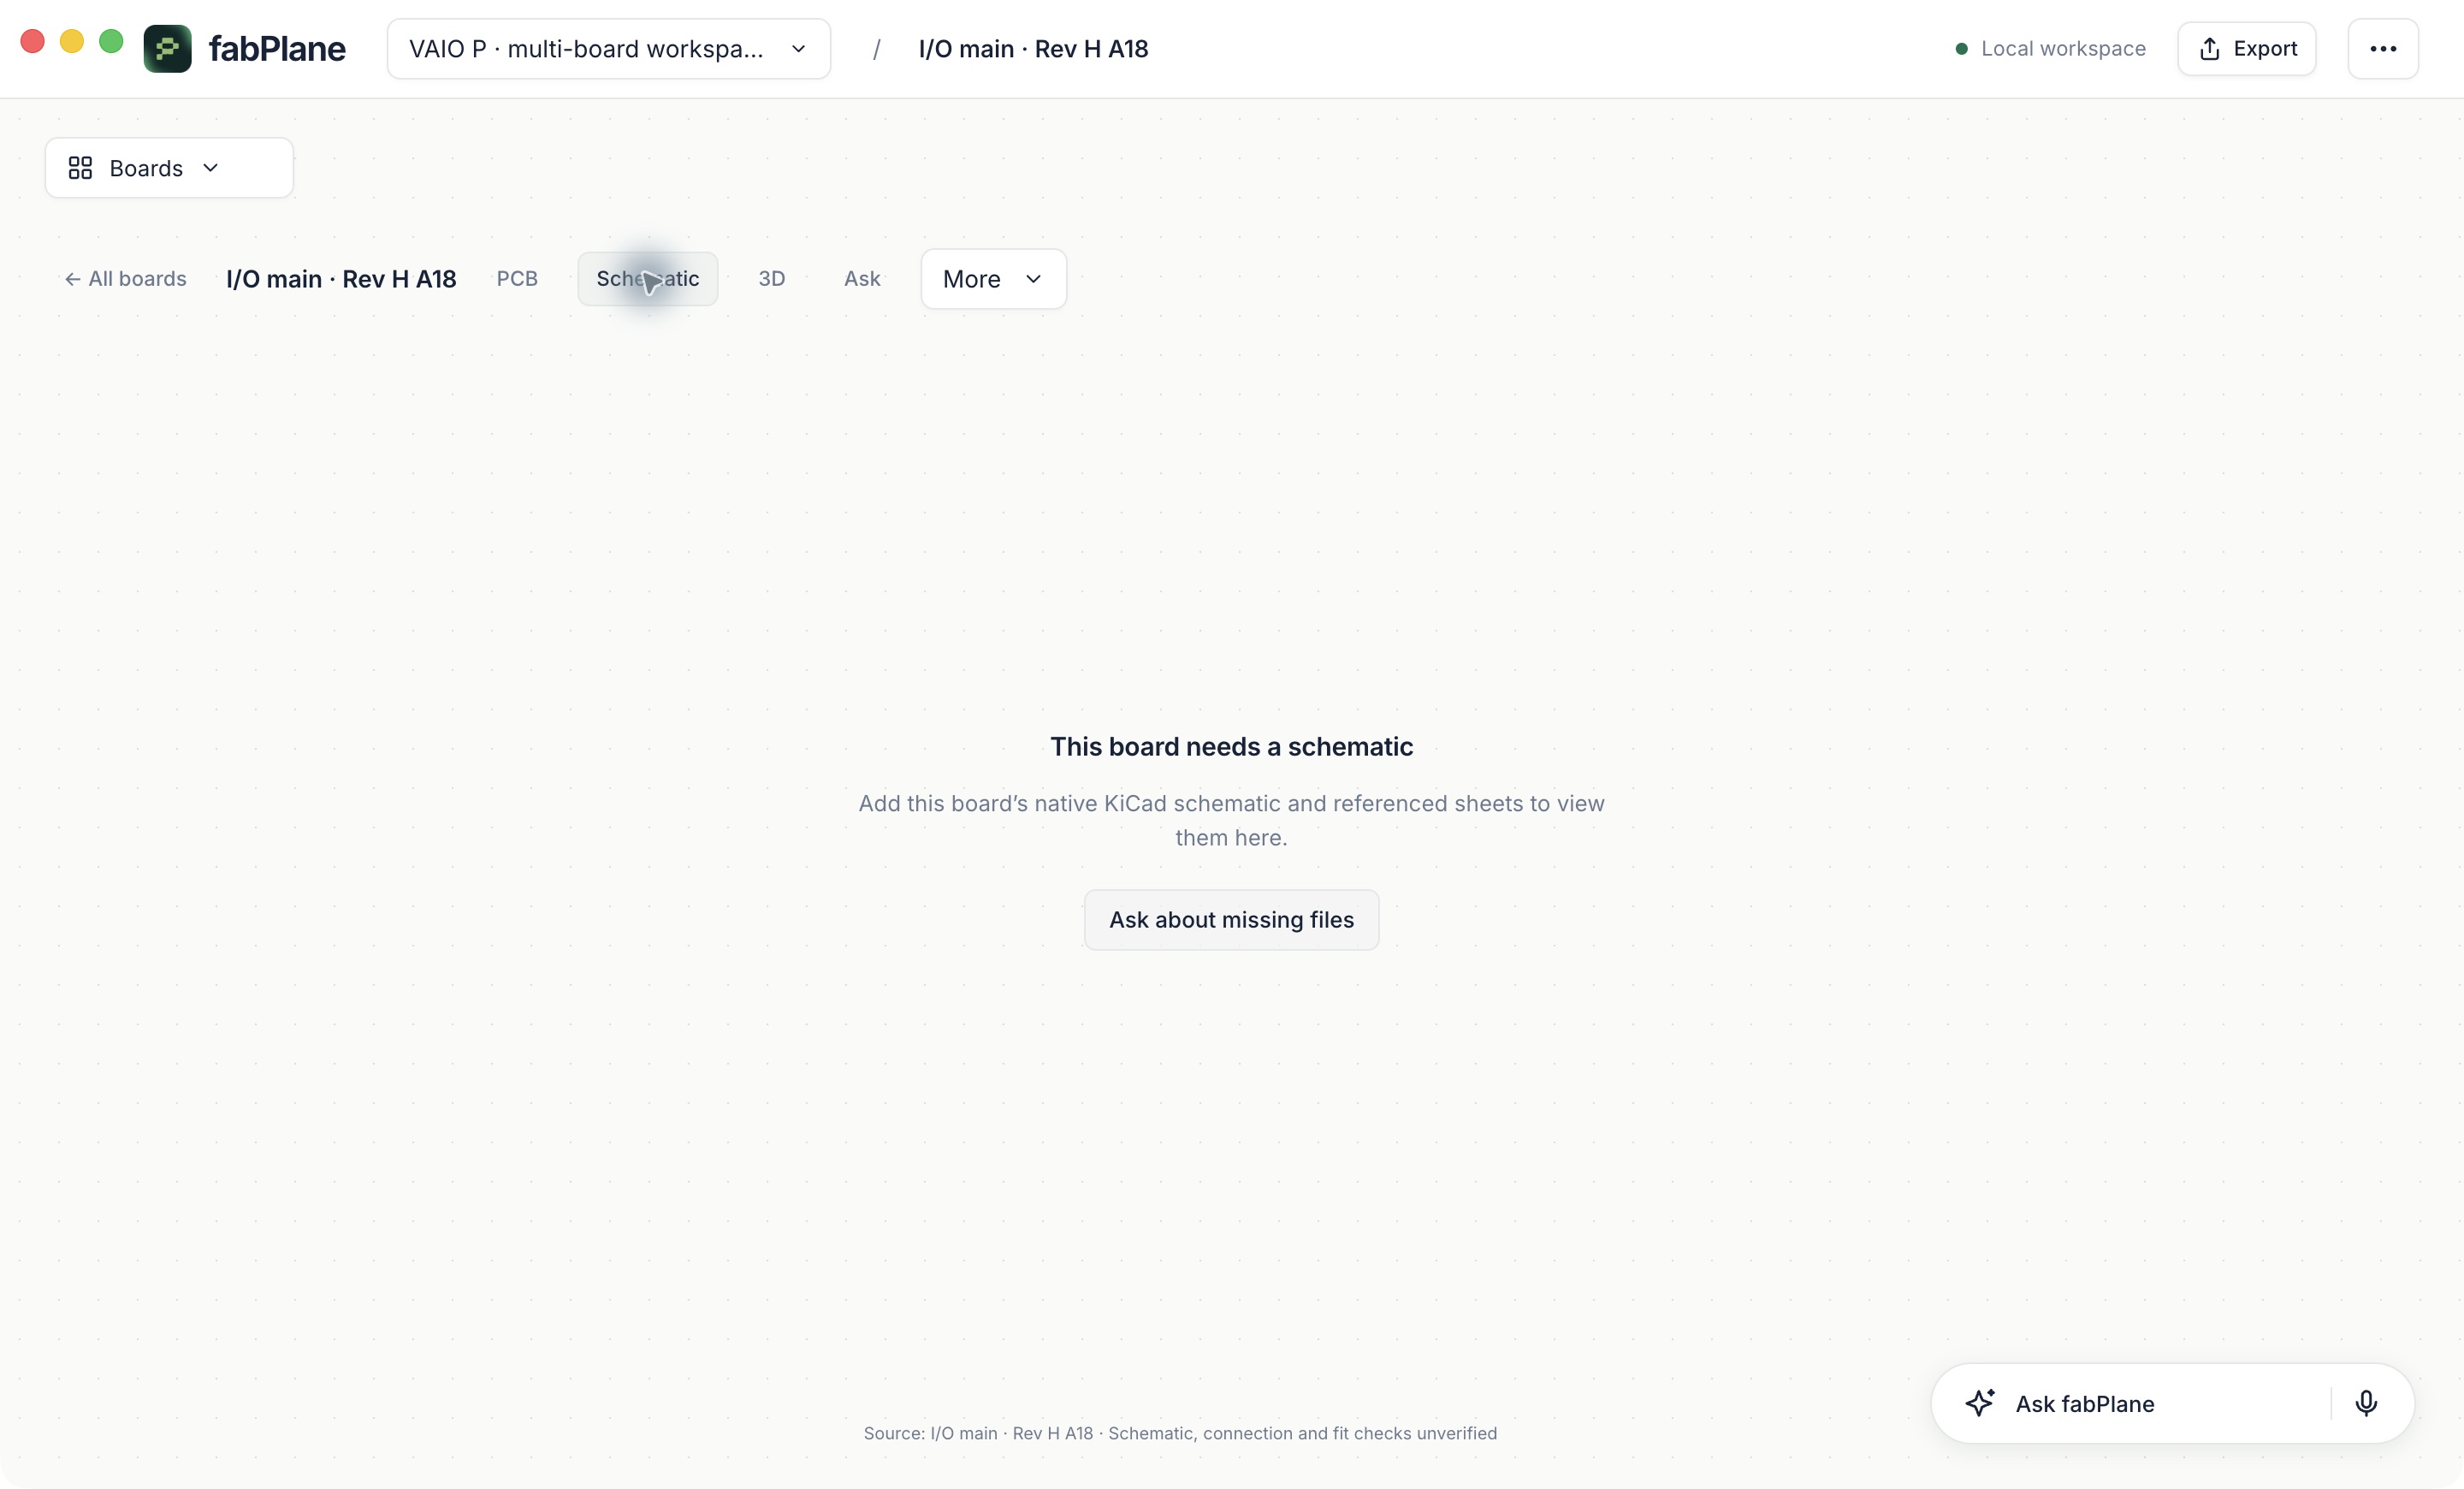 fabPlane
VAIO P · multi-board workspa...
/
I/O main · Rev H A18
Local workspace
Export
Boards
← All boards
I/O main · Rev H A18
PCB
Schematic
3D
Ask
More
This board needs a schematic
Add this board’s native KiCad schematic and referenced sheets to view
them here.
Ask about missing files
Ask fabPlane
Source: I/O main · Rev H A18 · Schematic, connection and fit checks unverified